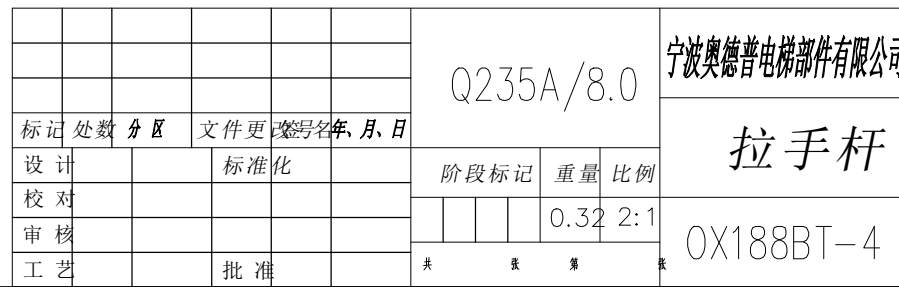 Q235A/8.0
宁波奥德普电梯部件有限公司
标记 处数 分 区 文件更改号 签名 年、月、日
拉手杆
设 计 标准化
阶段标记 重量 比例
校 对
0.32 2:1
审 核
OX188BT-4
工 艺 批 准
共 张 第 张